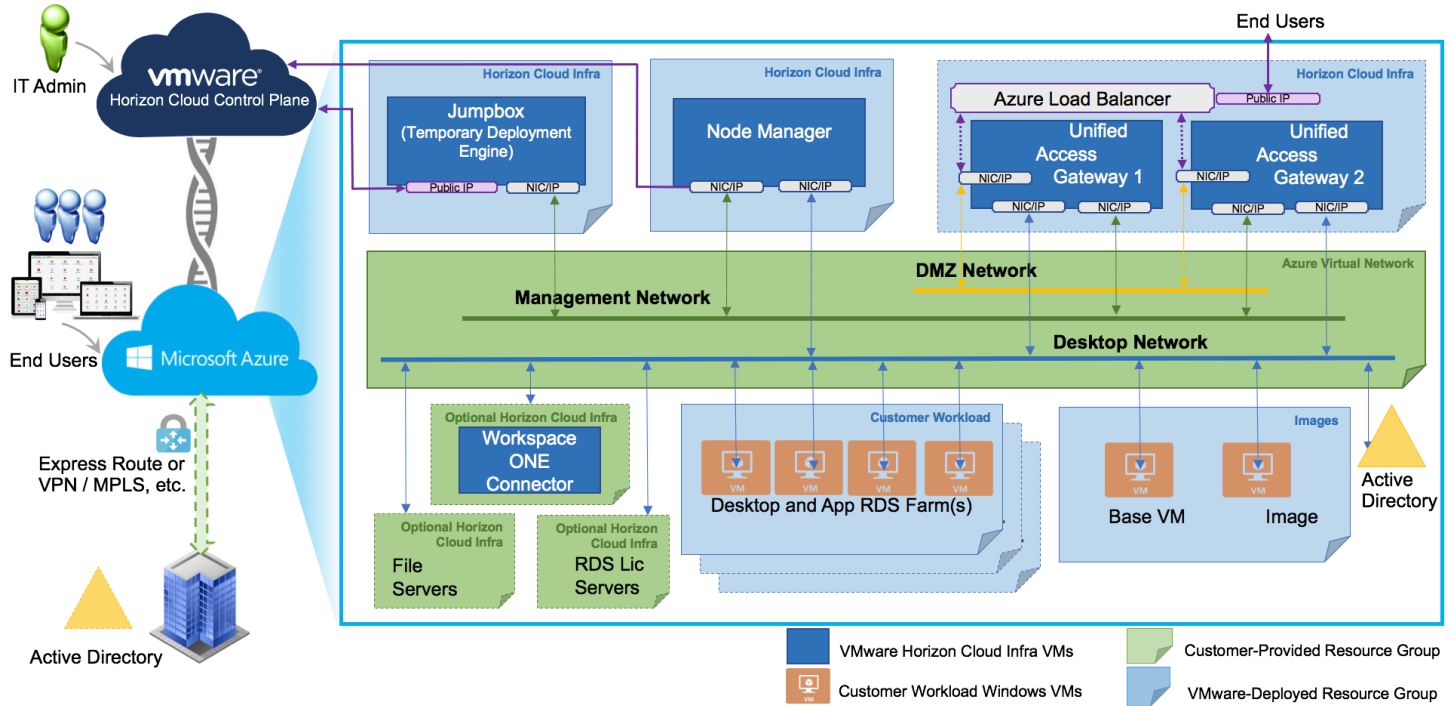 End Users
IT Admin
vmware®
Horizon Cloud Control Plane
Horizon Cloud Infra
Jumpbox
(Temporary Deployment
Engine)
Public IP
NIC/IP
Horizon Cloud Infra
Node Manager
NIC/IP
NIC/IP
Horizon Cloud Infra
Azure Load Balancer
Public IP
Unified
Access
Gateway 1
NIC/IP
NIC/IP
NIC/IP
Unified
Access
Gateway 2
NIC/IP
NIC/IP
NIC/IP
Azure Virtual Network
DMZ Network
Management Network
Desktop Network
End Users
Microsoft Azure
Express Route or
VPN / MPLS, etc.
Active Directory
Optional Horizon Cloud Infra
Workspace
ONE
Connector
Optional Horizon
Cloud Infra
File
Servers
Optional Horizon
Cloud Infra
RDS Lic
Servers
Customer Workload
VM
VM
VM
VM
Desktop and App RDS Farm(s)
Images
VM
VM
Base VM
Image
Active
Directory
VMware Horizon Cloud Infra VMs
VM
Customer Workload Windows VMs
Customer-Provided Resource Group
VMware-Deployed Resource Group